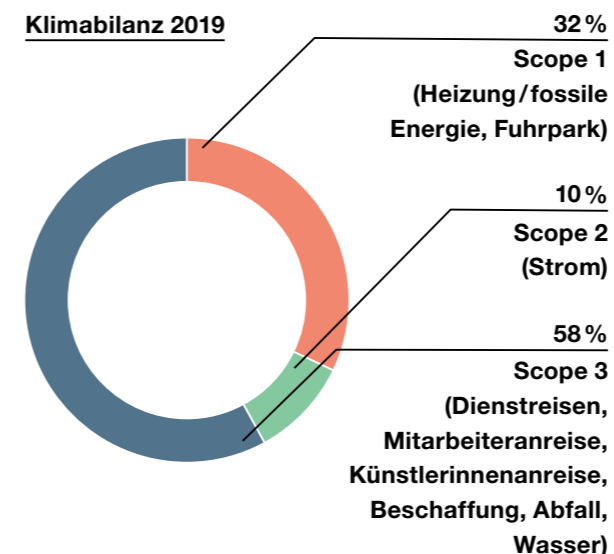 Klimabilanz 2019
32 %
Scope 1
(Heizung / fossile
Energie, Fuhrpark)
10 %
Scope 2
(Strom)
58 %
Scope 3
(Dienstreisen,
Mitarbeiteranreise,
Künstlerinnenanreise,
Beschaffung, Abfall,
Wasser)